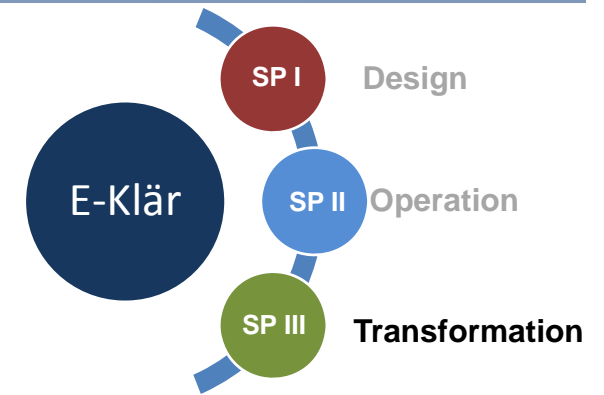 SP I
Design
E-Klär
SP II
Operation
SP III
Transformation